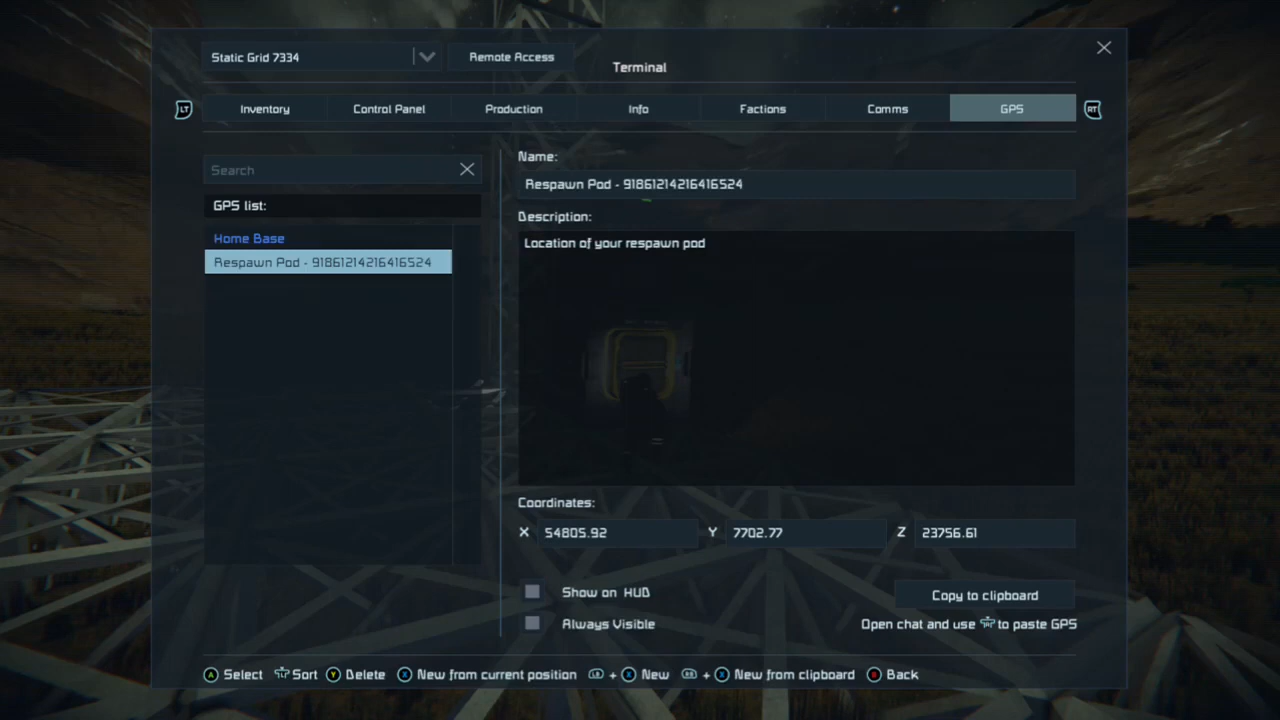 Static Grid 7334
Remote Access
Terminal
LT
Inventory
Control Panel
Production
Info
Factions
Comms
GPS
RT
Search
GPS list:
Home Base
Respawn Pod - 91861214216416524
Name:
Respawn Pod - 91861214216416524
Description:
Location of your respawn pod
Coordinates:
X 54805.92 Y 7702.77 Z 23756.61
Show on HUD
Copy to clipboard
Always Visible
Open chat and use to paste GPS
A Select Sort Y Delete X New from current position + X New + X New from clipboard B Back